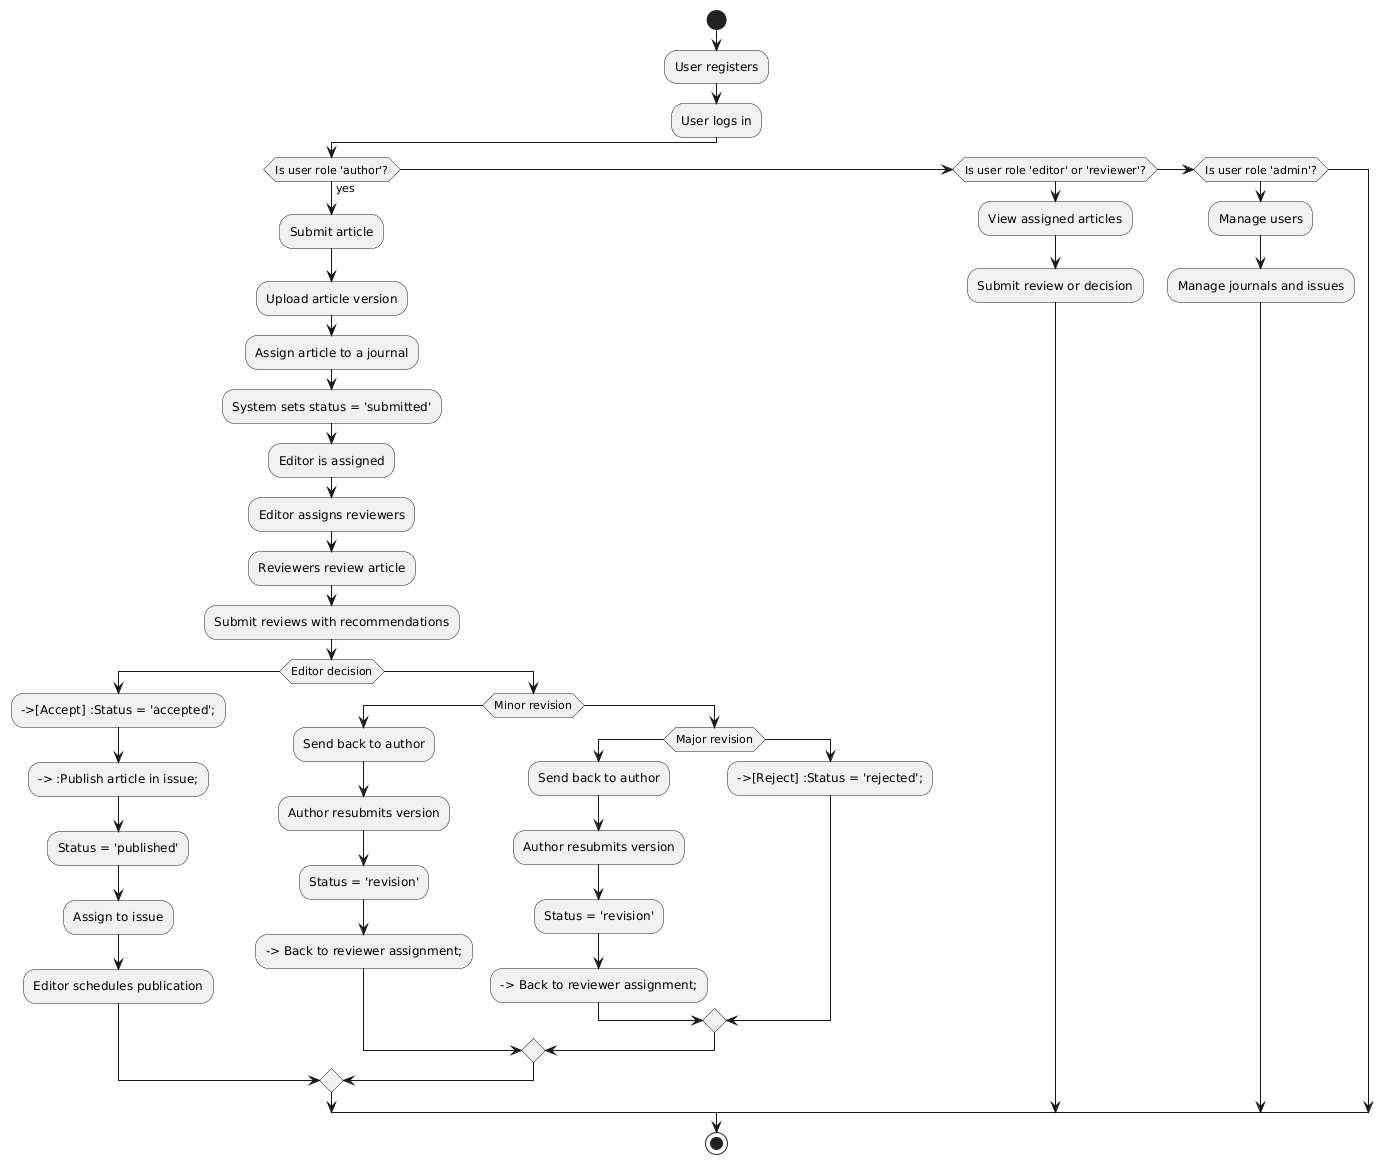 User registers
User logs in
Is user role 'author'?
Is user role 'editor' or 'reviewer'?
Is user role 'admin'?
yes
Submit article
Upload article version
Assign article to a journal
System sets status = 'submitted'
Editor is assigned
Editor assigns reviewers
Reviewers review article
Submit reviews with recommendations
Editor decision
->[Accept] :Status = 'accepted';
-> :Publish article in issue;
Status = 'published'
Assign to issue
Editor schedules publication
Minor revision
Send back to author
Author resubmits version
Status = 'revision'
-> Back to reviewer assignment;
Major revision
Send back to author
Author resubmits version
Status = 'revision'
-> Back to reviewer assignment;
->[Reject] :Status = 'rejected';
View assigned articles
Submit review or decision
Manage users
Manage journals and issues